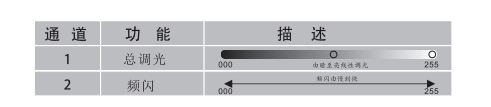 通 道 功 能 描 述
1 总调光 000 由暗至亮线性调光 255
2 频闪 000 频闪由慢到快 255